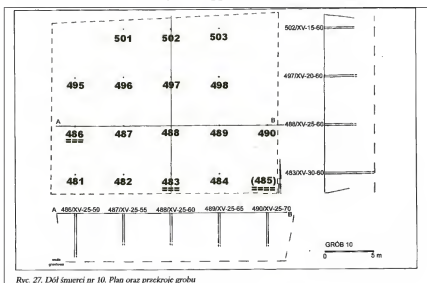 501 502 503
502/XV-15-60
495 496 497 498
497/XV-20-60
A B
486 487 488 489 490
488/XV-25-60
481 482 483 484 (485)
483/XV-30-60
A 486/XV-25-50 487/XV-25-55 488/XV-25-60 489/XV-25-65 490/XV-25-70 B
woda
gruntowa
GRÓB 10
0 5 m
Ryc. 27. Dół śmierci nr 10. Plan oraz przekroje grobu